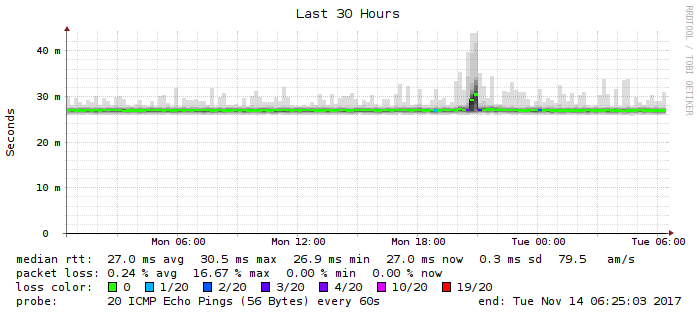 Last 30 Hours
RRDTOOL / TOBI OETIKER
Seconds
40 m
30 m
20 m
10 m
0
Mon 06:00 Mon 12:00 Mon 18:00 Tue 00:00 Tue 06:00
median rtt: 27.0 ms avg 30.5 ms max 26.9 ms min 27.0 ms now 0.3 ms sd 79.5 am/s
packet loss: 0.24 % avg 16.67 % max 0.00 % min 0.00 % now
loss color: 0 1/20 2/20 3/20 4/20 10/20 19/20
probe: 20 ICMP Echo Pings (56 Bytes) every 60s end: Tue Nov 14 06:25:03 2017